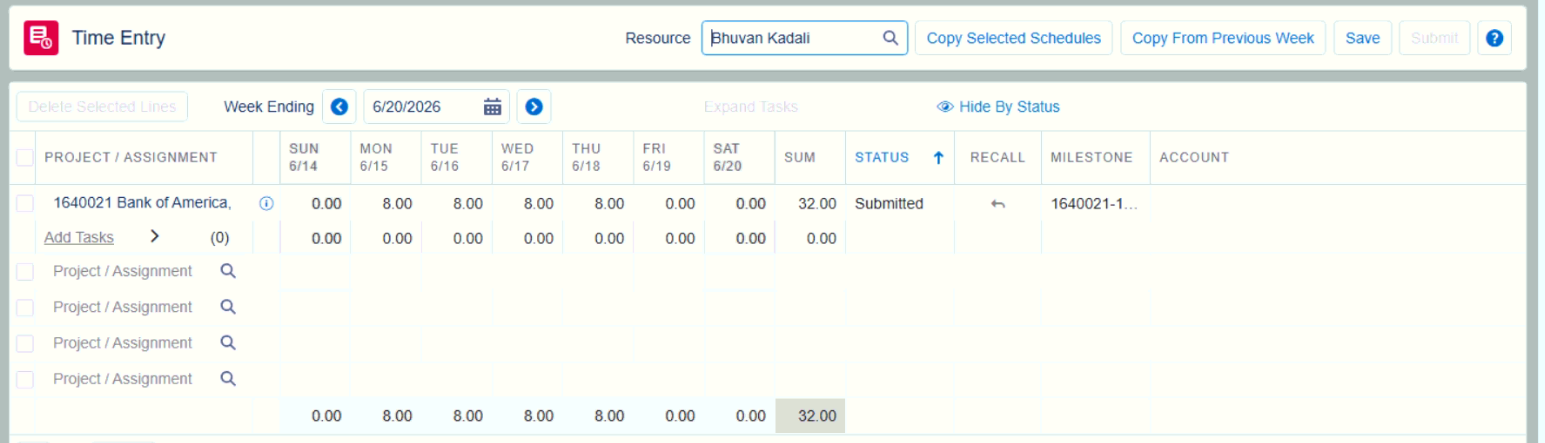 Time Entry Resource Bhuvan Kadali Copy Selected Schedules Copy From Previous Week Save Submit ?
Delete Selected Lines Week Ending 6/20/2026 Expand Tasks Hide By Status
PROJECT / ASSIGNMENT SUN 6/14 MON 6/15 TUE 6/16 WED 6/17 THU 6/18 FRI 6/19 SAT 6/20 SUM STATUS RECALL MILESTONE ACCOUNT
1640021 Bank of America, 0.00 8.00 8.00 8.00 8.00 0.00 0.00 32.00 Submitted 1640021-1...
Add Tasks (0) 0.00 0.00 0.00 0.00 0.00 0.00 0.00 0.00
Project / Assignment
Project / Assignment
Project / Assignment
Project / Assignment
0.00 8.00 8.00 8.00 8.00 0.00 0.00 32.00